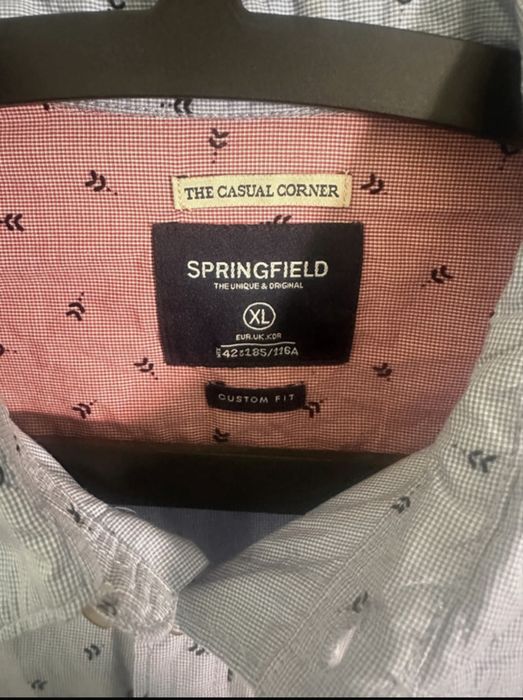 THE CASUAL CORNER
SPRINGFIELD
THE UNIQUE & ORIGINAL
XL
EUR.UK.KOR
42 185/116A
CUSTOM FIT